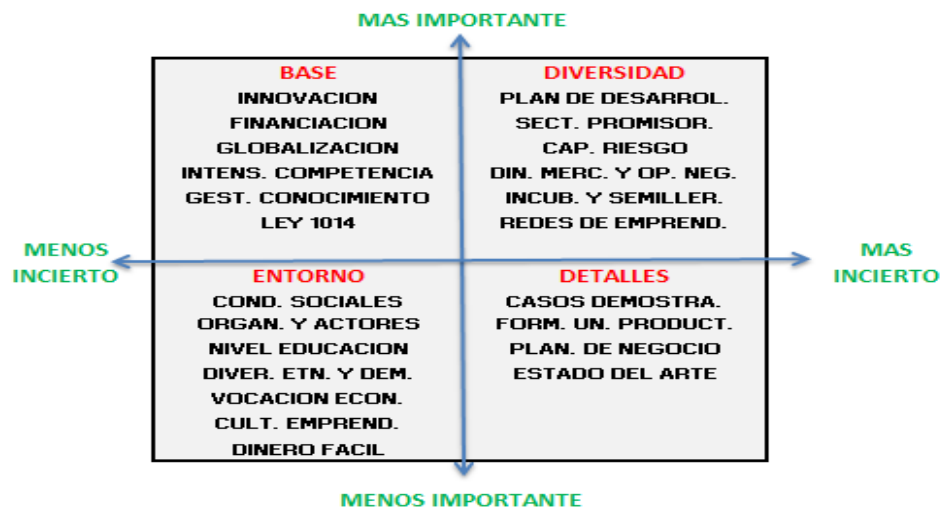 MAS IMPORTANTE
BASE
INNOVACION
FINANCIACION
GLOBALIZACION
INTENS. COMPETENCIA
GEST. CONOCIMIENTO
LEY 1014
DIVERSIDAD
PLAN DE DESARROL.
SECT. PROMISOR.
CAP. RIESGO
DIN. MERC. Y OP. NEG.
INCUB. Y SEMILLER.
REDES DE EMPREND.
MENOS
INCIERTO
MAS
INCIERTO
ENTORNO
COND. SOCIALES
ORGAN. Y ACTORES
NIVEL EDUCACION
DIVER. ETN. Y DEM.
VOCACION ECON.
CULT. EMPREND.
DINERO FACIL
DETALLES
CASOS DEMOSTRA.
FORM. UN. PRODUCT.
PLAN. DE NEGOCIO
ESTADO DEL ARTE
MENOS IMPORTANTE